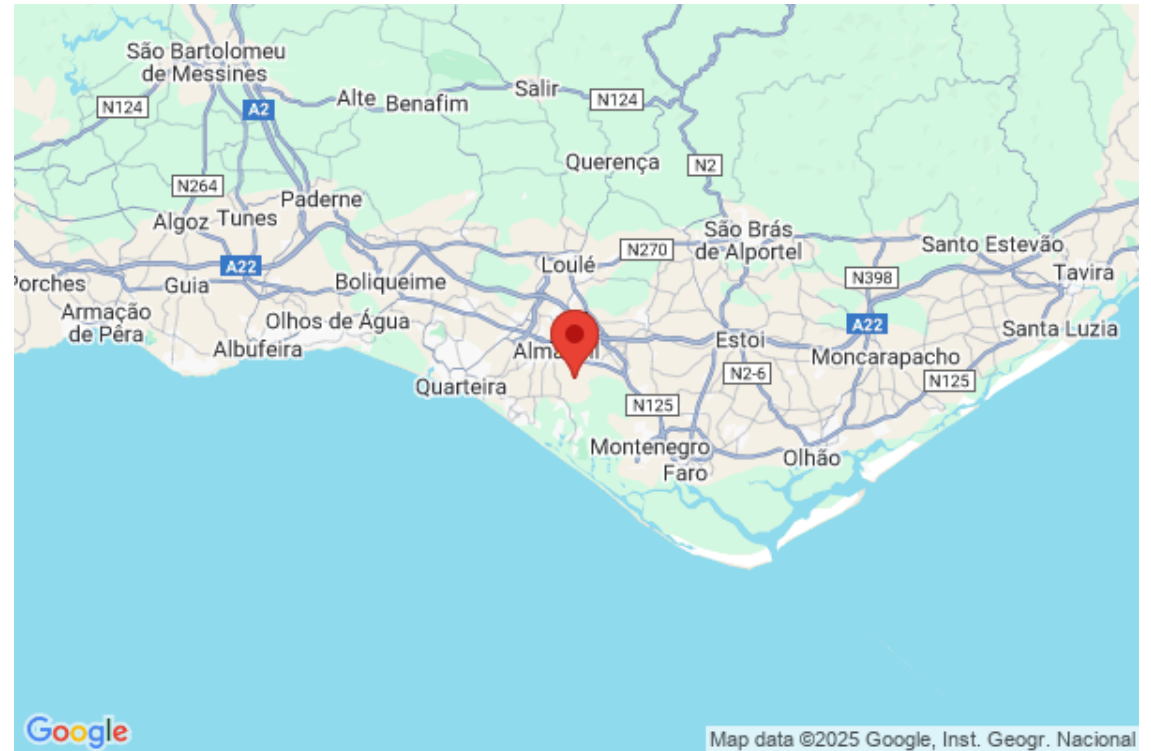 São Bartolomeu
de Messines
N124
A2
Alte
Benafim
Salir
N124
Querença
N2
N264
Paderne
Algoz
Tunes
São Brás
de Alportel
N270
Santo Estevão
Loulé
A22
Porches
Guia
Boliqueime
N398
Tavira
Armação
de Pêra
Olhos de Água
A22
Santa Luzia
Albufeira
Estoi
Moncarapacho
Quarteira
N2-6
N125
N125
Montenegro
Olhão
Faro
Google
Map data ©2025 Google, Inst. Geogr. Nacional